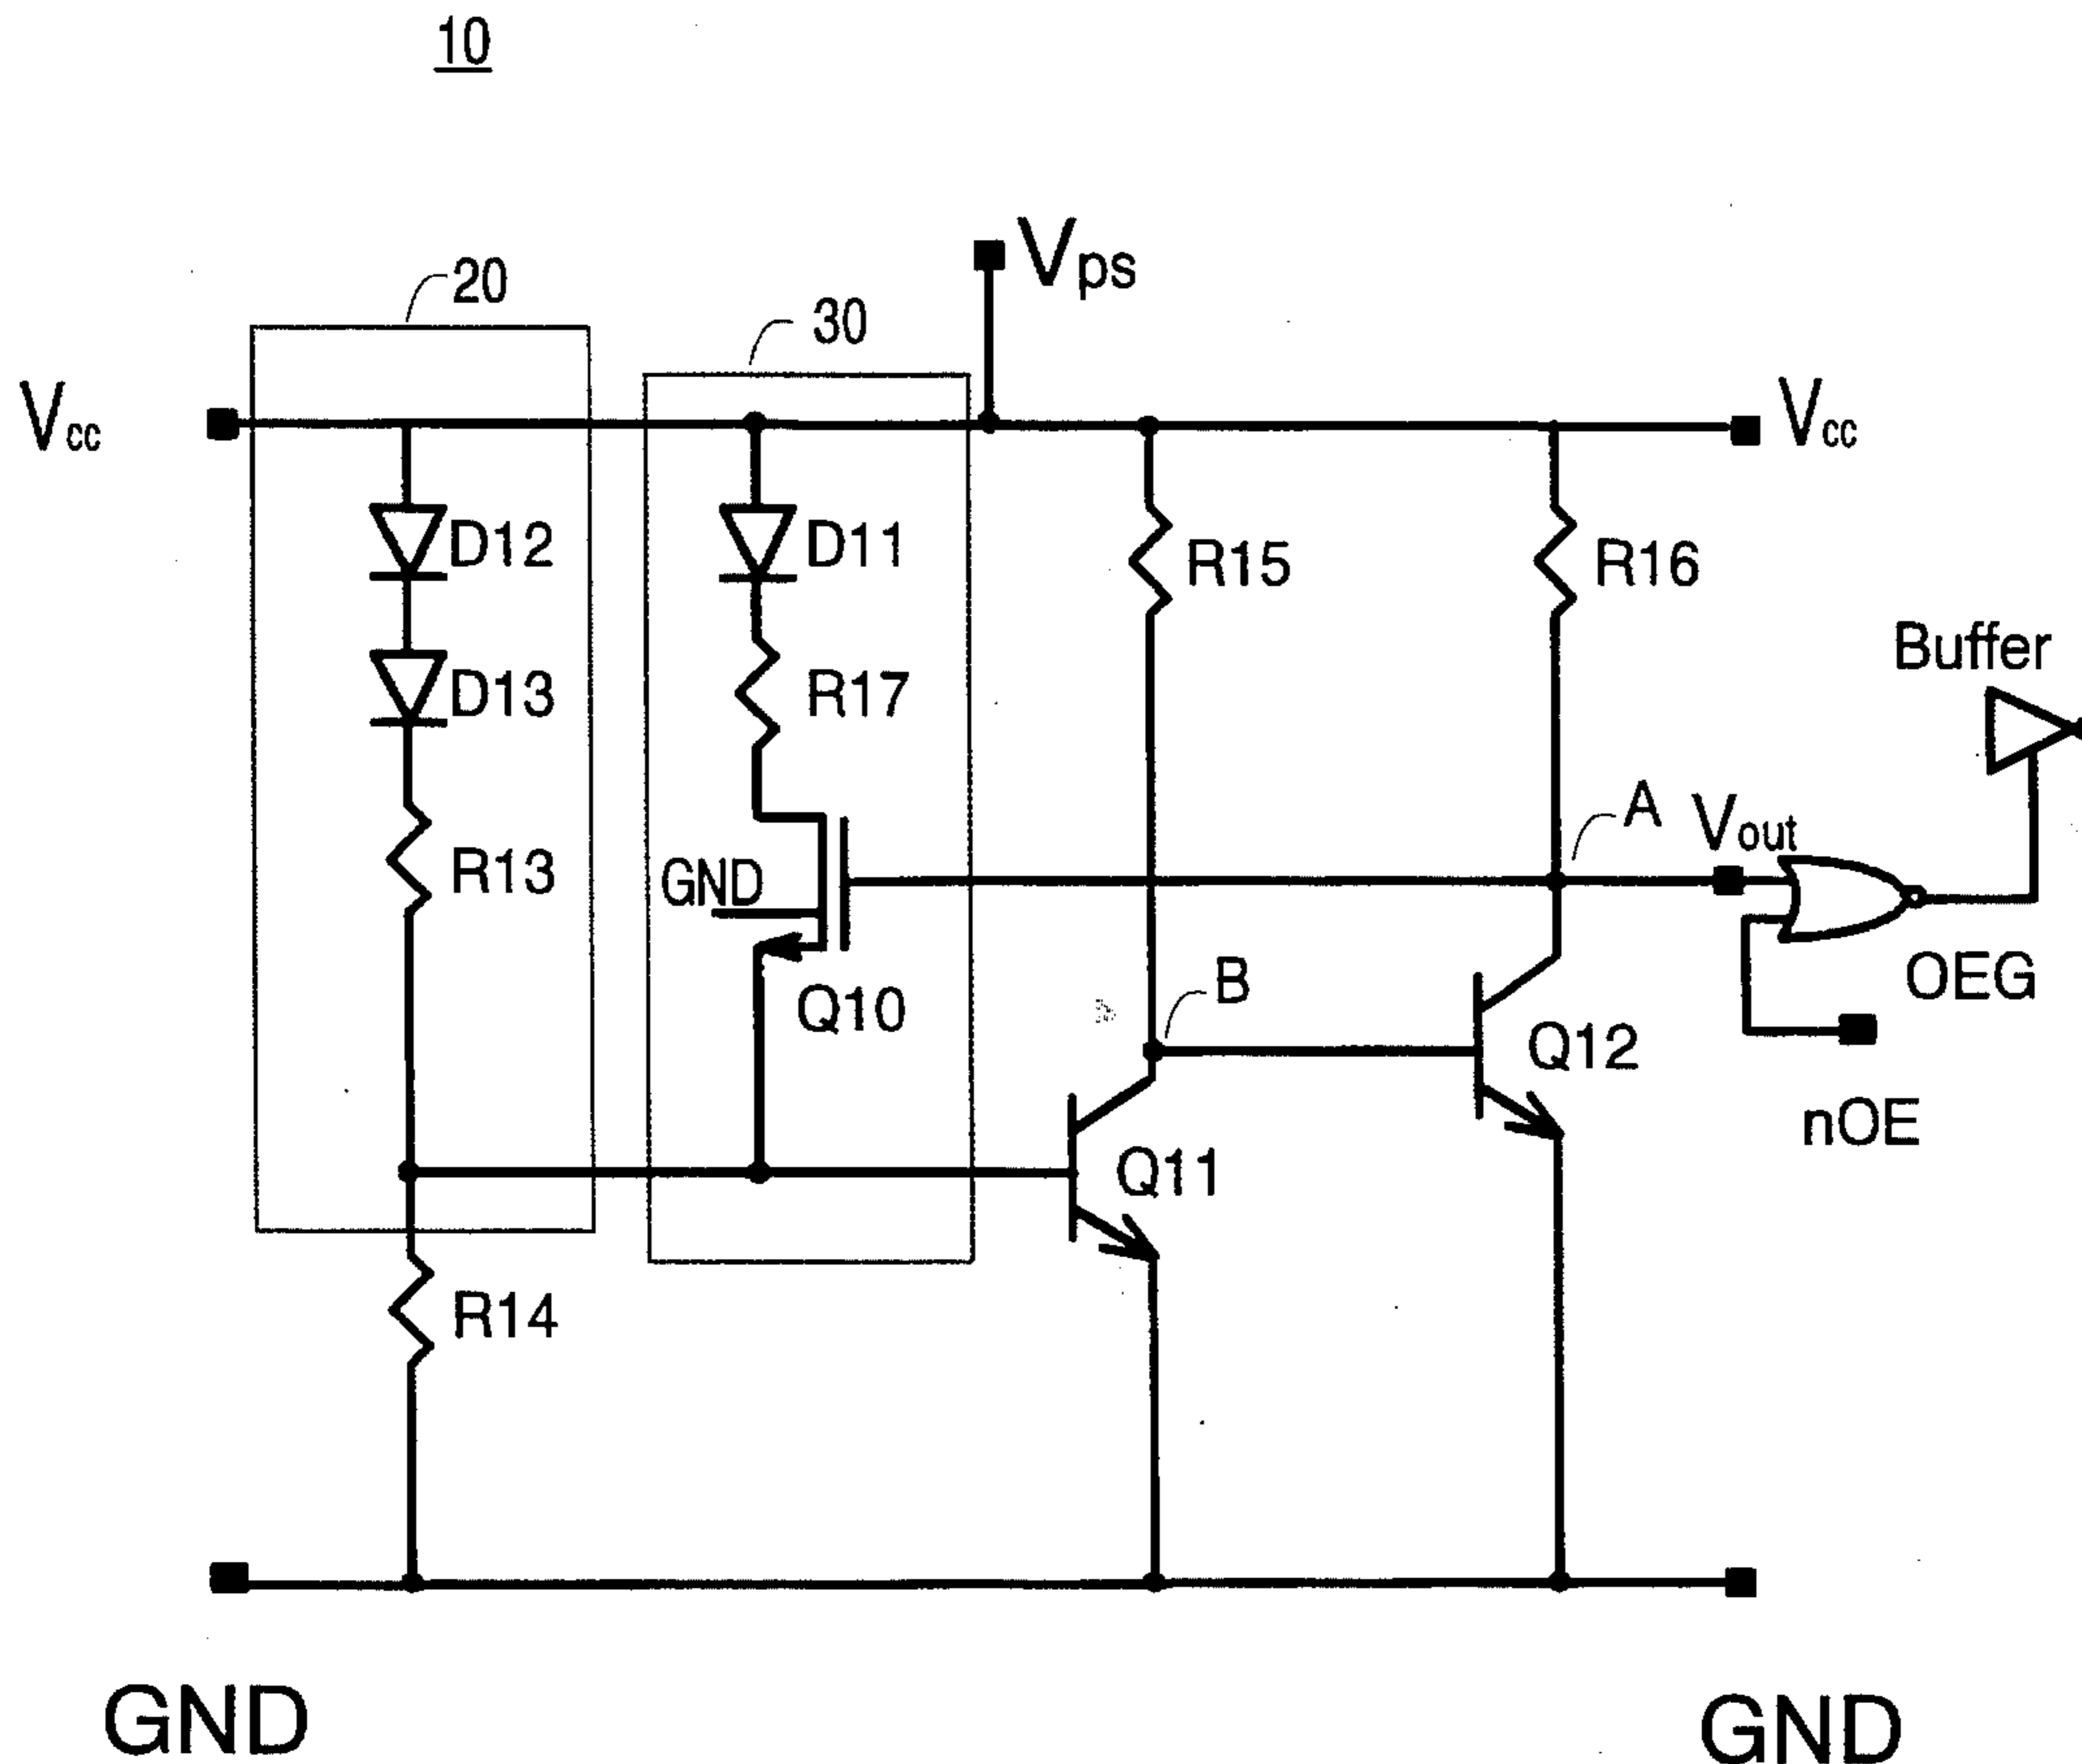 10
20
30
Vps
Vcc
Vcc
D12
D11
R15
R16
Buffer
D13
R17
A
Vout
R13
GND
B
Q10
OEG
Q12
nOE
Q11
R14
GND
GND